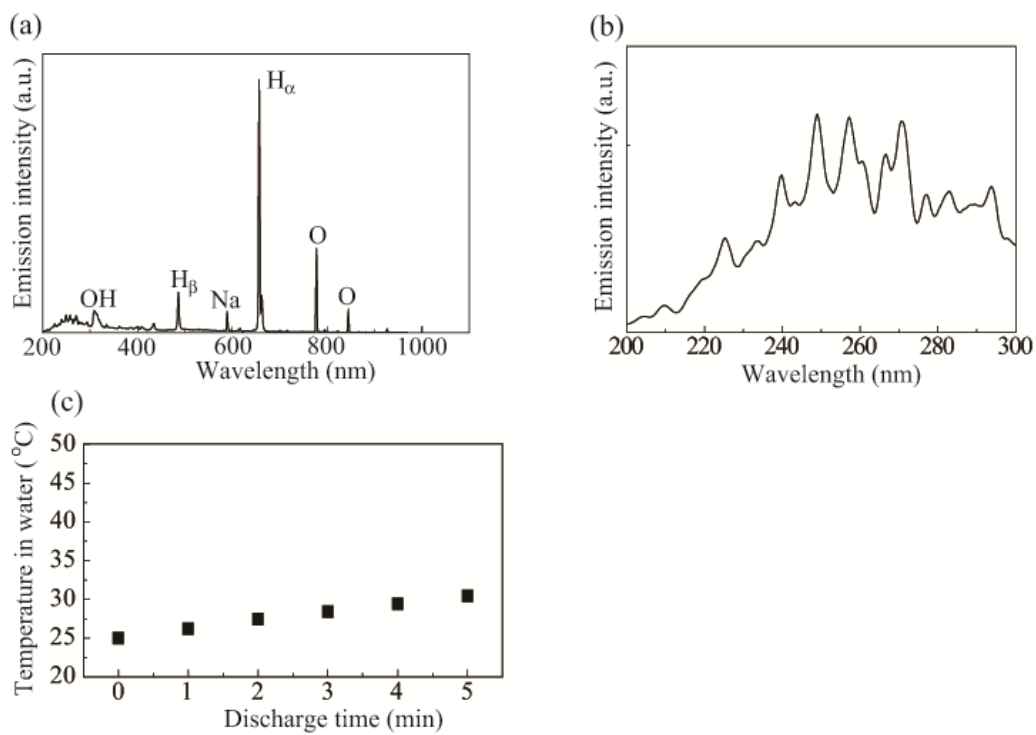 (a)
Emission intensity (a.u.)
OH
Hβ
Na
Hα
O
O
200 400 600 800 1000
Wavelength (nm)
(b)
Emission intensity (a.u.)
200 220 240 260 280 300
Wavelength (nm)
(c)
Temperature in water (°C)
50
45
40
35
30
25
20
0 1 2 3 4 5
Discharge time (min)